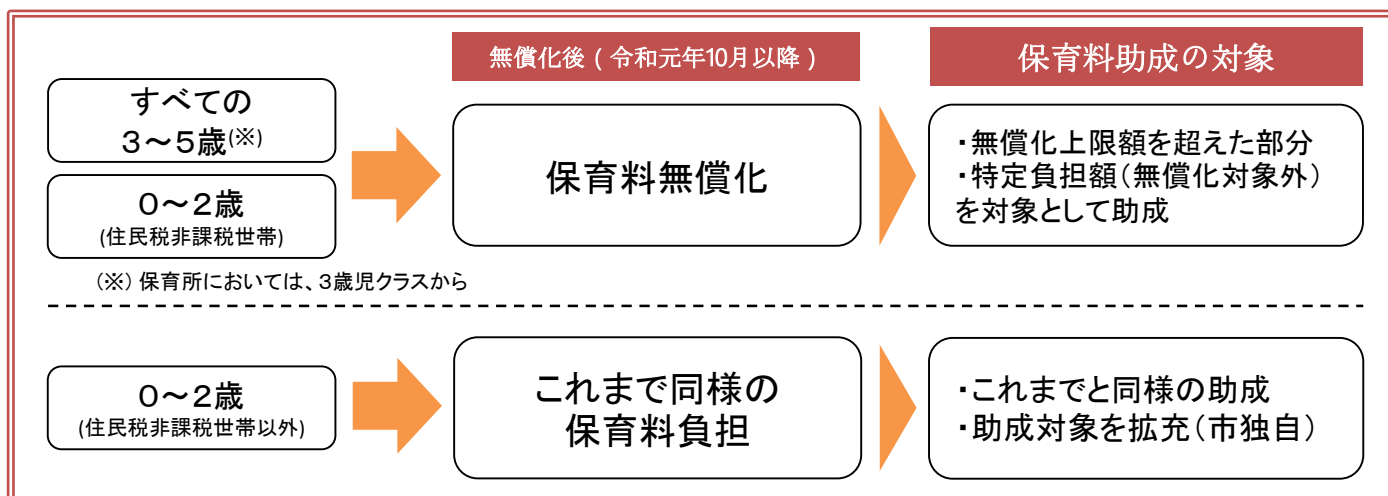 無償化後（令和元年10月以降）
保育料助成の対象
すべての
３～５歳(※)
０～２歳
(住民税非課税世帯)
保育料無償化
・無償化上限額を超えた部分
・特定負担額（無償化対象外）
を対象として助成
（※）保育所においては、３歳児クラスから
０～２歳
(住民税非課税世帯以外)
これまで同様の
保育料負担
・これまでと同様の助成
・助成対象を拡充（市独自）